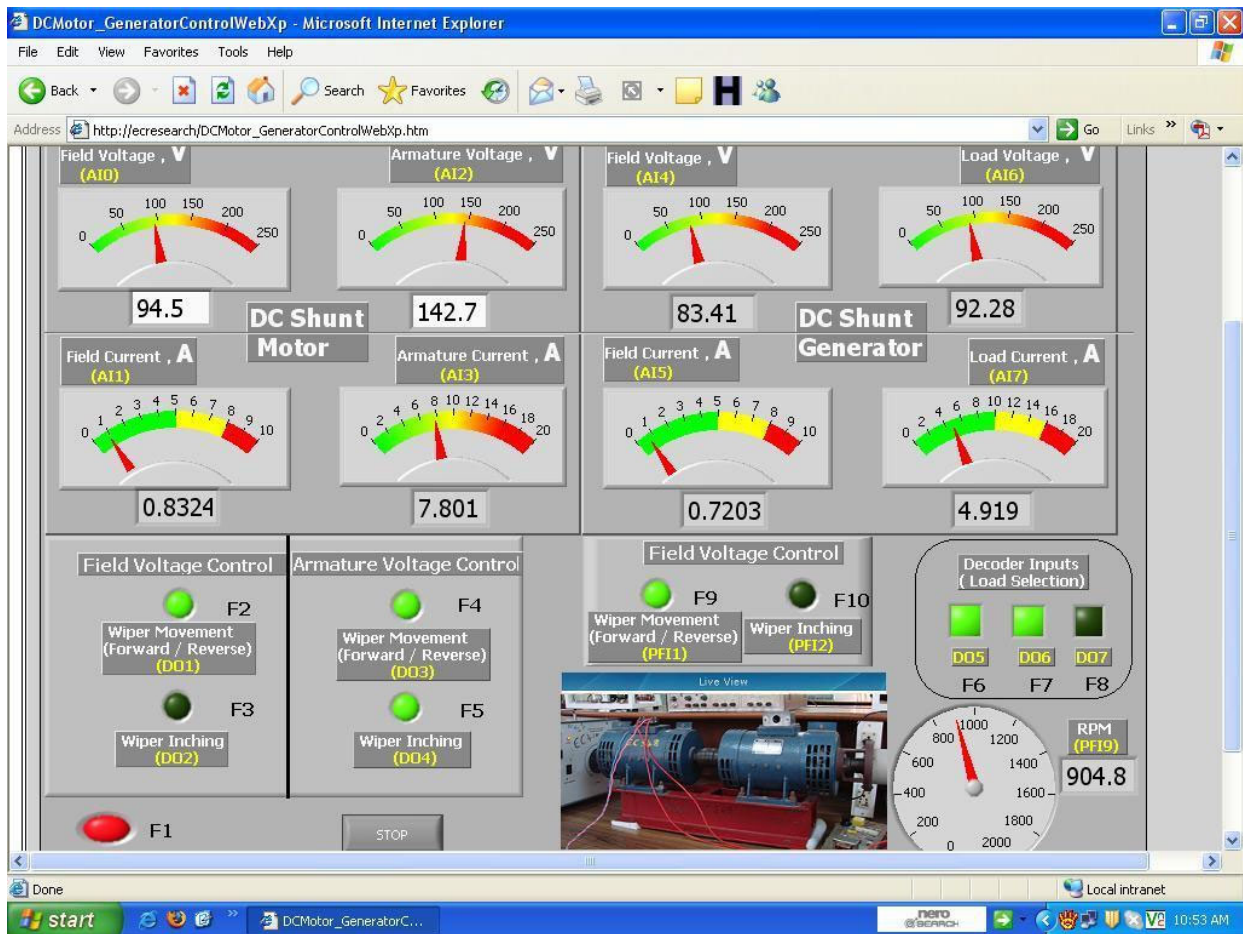 DCMotor_GeneratorControlWebXp - Microsoft Internet Explorer
File Edit View Favorites Tools Help
Back Search Favorites
Address http://ecresearch/DCMotor_GeneratorControlWebXp.htm Go Links »
Field Voltage , V
(AI0)
0 50 100 150 200 250
94.5
Armature Voltage , V
(AI2)
0 50 100 150 200 250
142.7
Field Voltage , V
(AI4)
0 50 100 150 200 250
83.41
Load Voltage , V
(AI6)
0 50 100 150 200 250
92.28
DC Shunt
Motor
DC Shunt
Generator
Field Current , A
(AI1)
0 1 2 3 4 5 6 7 8 9 10
0.8324
Armature Current , A
(AI3)
0 2 4 6 8 10 12 14 16 18 20
7.801
Field Current , A
(AI5)
0 1 2 3 4 5 6 7 8 9 10
0.7203
Load Current , A
(AI7)
0 2 4 6 8 10 12 14 16 18 20
4.919
Field Voltage Control
F2
Wiper Movement
(Forward / Reverse)
(DO1)
F3
Wiper Inching
(DO2)
Armature Voltage Control
F4
Wiper Movement
(Forward / Reverse)
(DO3)
F5
Wiper Inching
(DO4)
Field Voltage Control
F9
Wiper Movement
(Forward / Reverse)
(PFI1)
F10
Wiper Inching
(PFI2)
Decoder Inputs
( Load Selection)
DO5 DO6 DO7
F6 F7 F8
Live View
0 200 400 600 800 1000 1200 1400 1600 1800 2000
RPM
(PFI9)
904.8
F1
STOP
Done
Local intranet
start
»
DCMotor_GeneratorC...
nero
SEARCH
10:53 AM